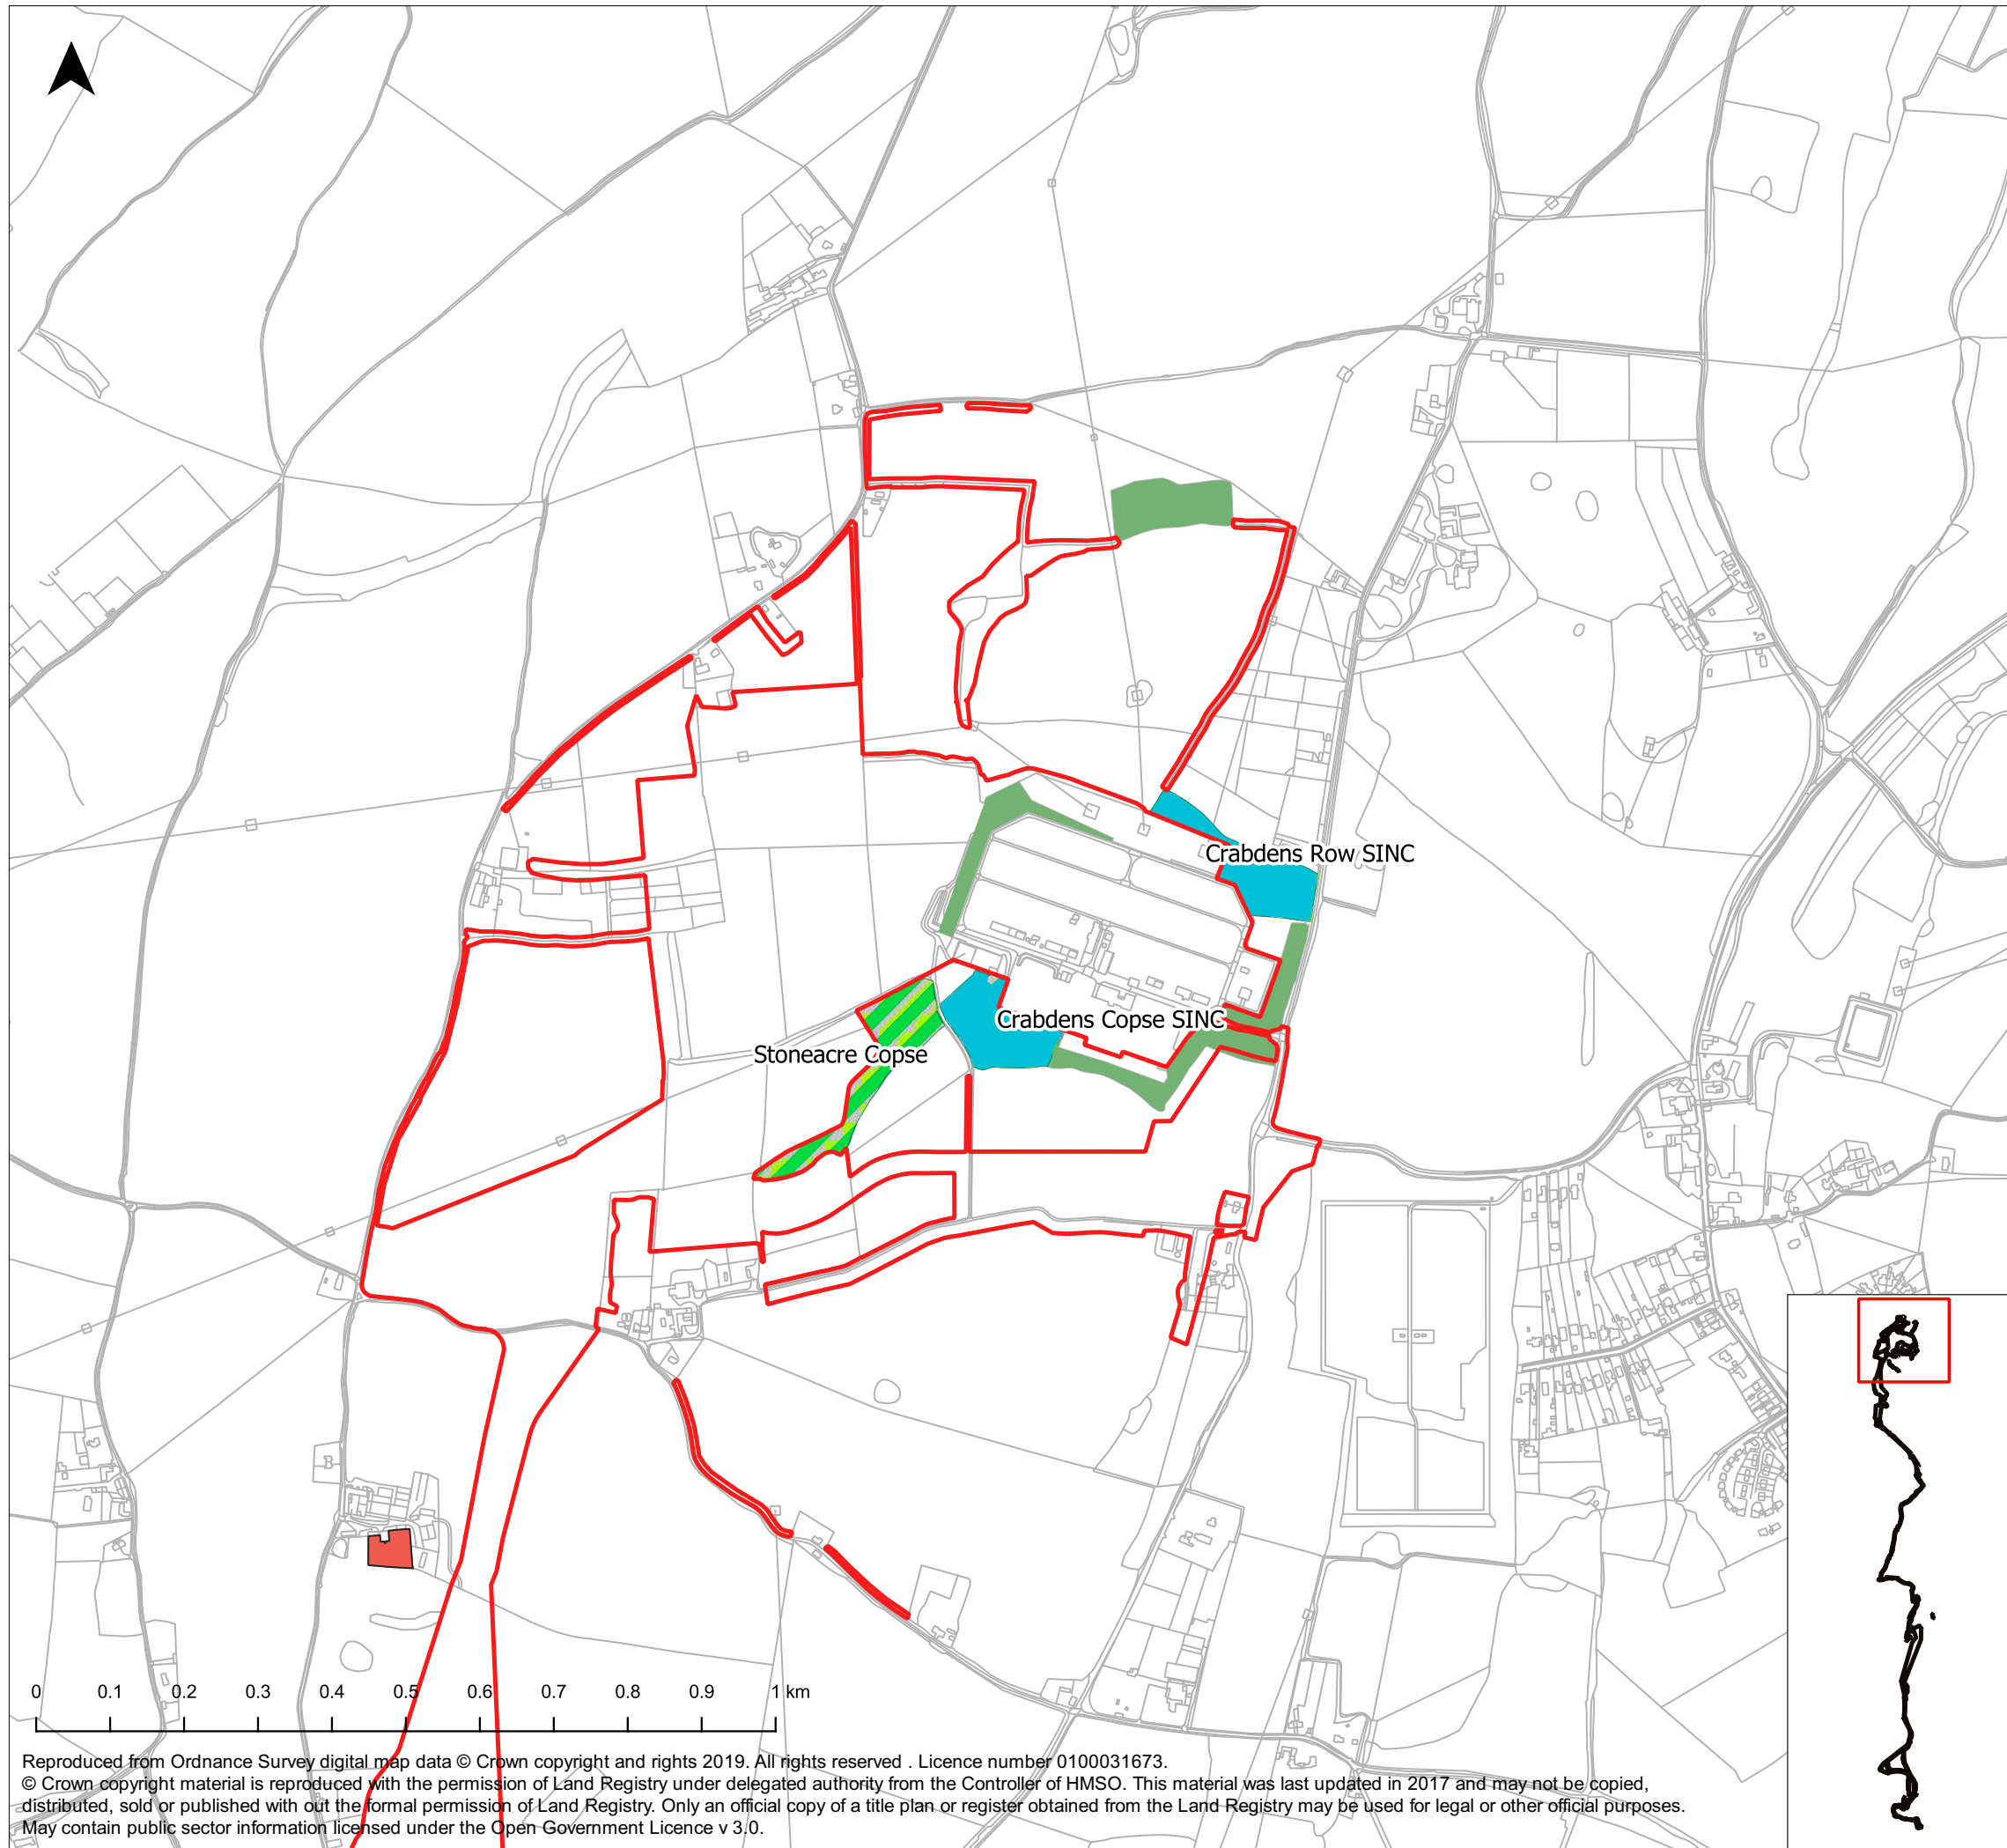 Crabdens Row SINC
Crabdens Copse SINC
Stoneacre Copse
0 0.1 0.2 0.3 0.4 0.5 0.6 0.7 0.8 0.9 1 km
Reproduced from Ordnance Survey digital map data © Crown copyright and rights 2019. All rights reserved . Licence number 0100031673.
© Crown copyright material is reproduced with the permission of Land Registry under delegated authority from the Controller of HMSO. This material was last updated in 2017 and may not be copied,
distributed, sold or published with out the formal permission of Land Registry. Only an official copy of a title plan or register obtained from the Land Registry may be used for legal or other official purposes.
May contain public sector information licensed under the Open Government Licence v 3.0.